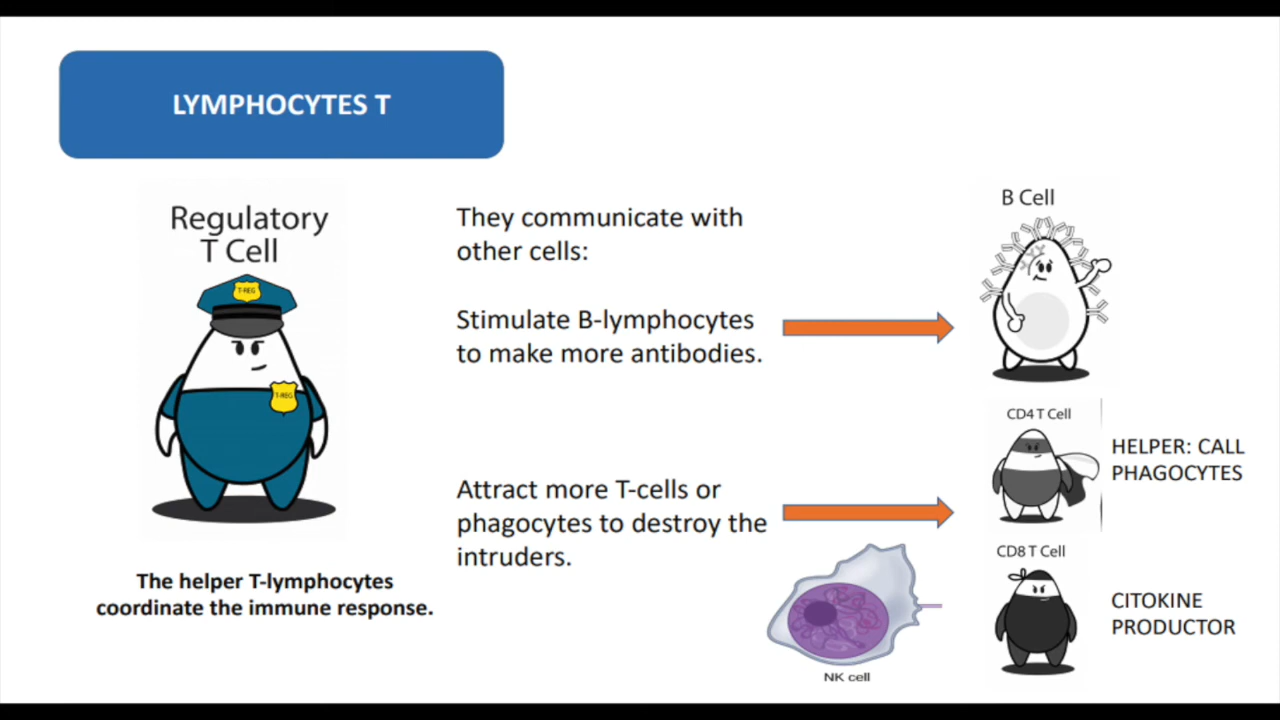 LYMPHOCYTES T
Regulatory
T Cell
T-REG
T-REG
The helper T-lymphocytes
coordinate the immune response.
They communicate with
other cells:
Stimulate B-lymphocytes
to make more antibodies.
Attract more T-cells or
phagocytes to destroy the
intruders.
B Cell
CD4 T Cell
HELPER: CALL
PHAGOCYTES
CD8 T Cell
CITOKINE
PRODUCTOR
NK cell